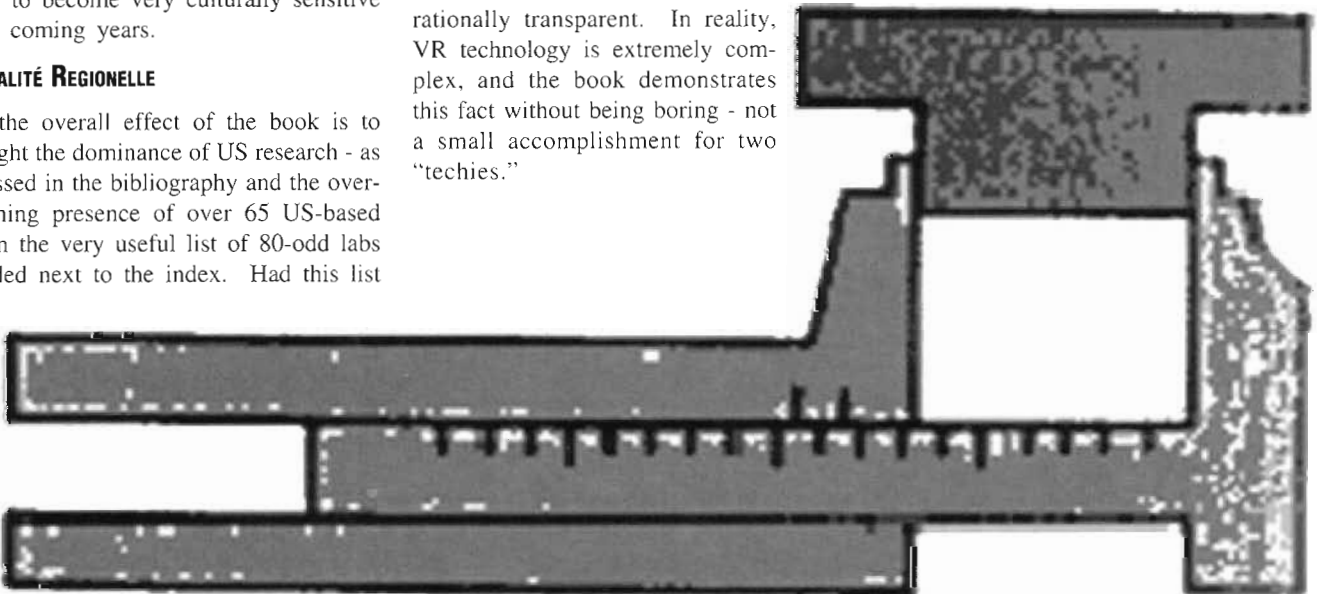 to become very culturally sensitive
coming years.
ALITÉ REGIONELLE
the overall effect of the book is to
ght the dominance of US research - as
ssed in the bibliography and the over-
ning presence of over 65 US-based
n the very useful list of 80-odd labs
led next to the index. Had this list
rationally transparent. In reality,
VR technology is extremely com-
plex, and the book demonstrates
this fact without being boring - not
a small accomplishment for two
“techies.”